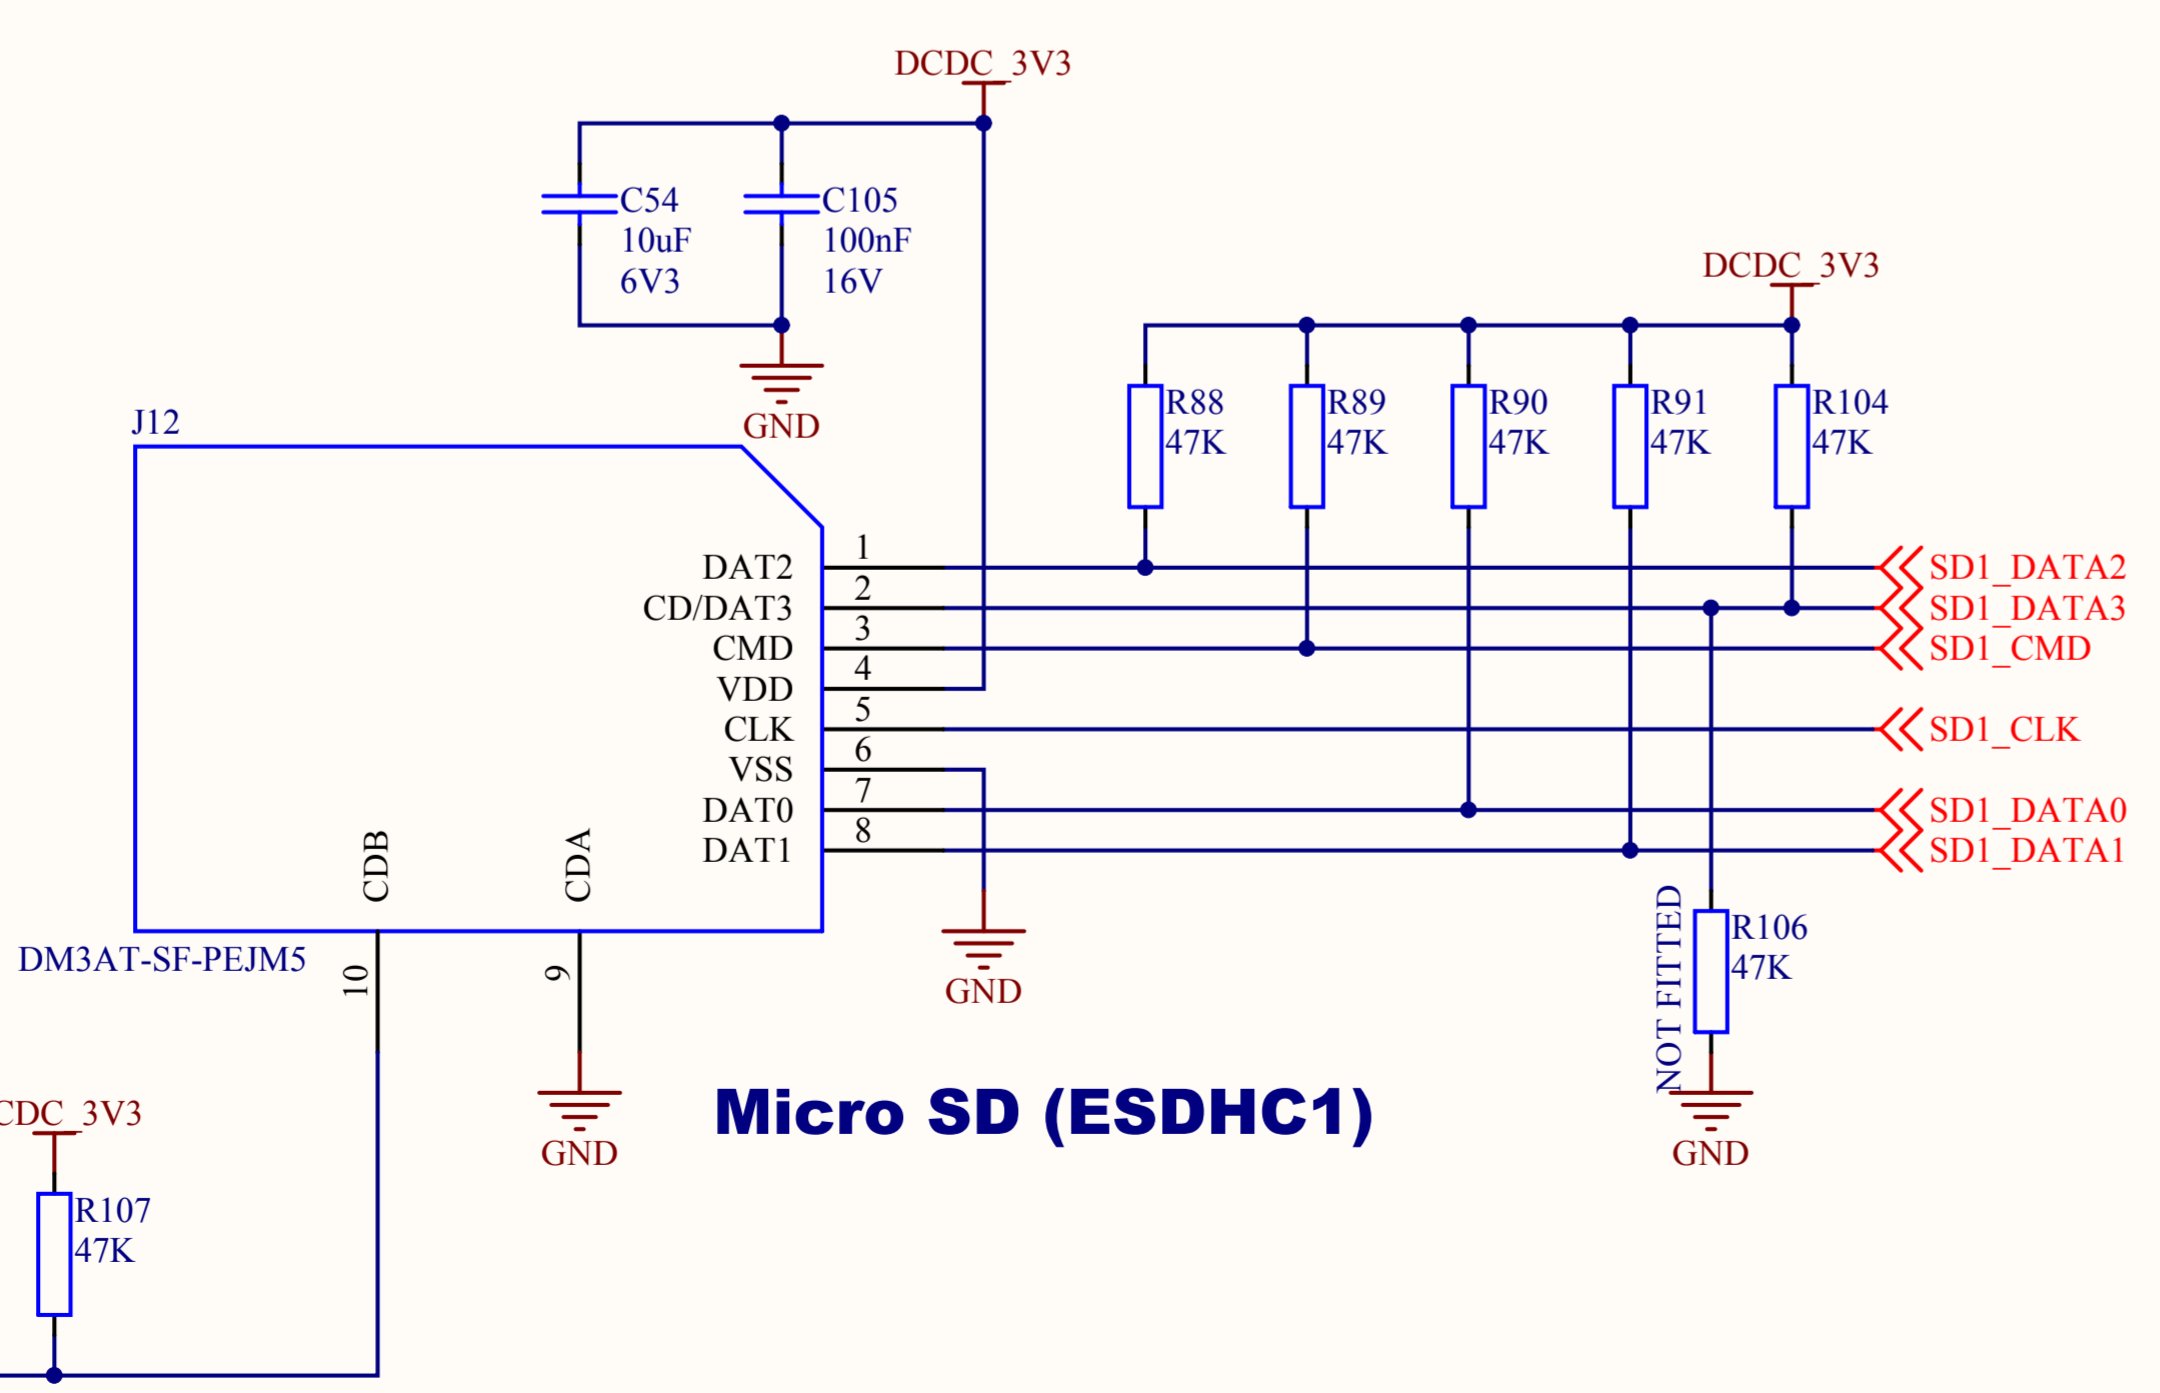 DCDC_3V3
C54
10uF
6V3
C105
100nF
16V
GND
DCDC_3V3
R88
47K
R89
47K
R90
47K
R91
47K
R104
47K
J12
DAT2
1
SD1_DATA2
CD/DAT3
2
SD1_DATA3
CMD
3
SD1_CMD
VDD
4
CLK
5
SD1_CLK
VSS
6
DAT0
7
SD1_DATA0
DAT1
8
SD1_DATA1
CDB
CDA
DM3AT-SF-PEJM5
10
9
GND
NOT FITTED
R106
47K
GND
GND
Micro SD (ESDHC1)
CDC_3V3
R107
47K